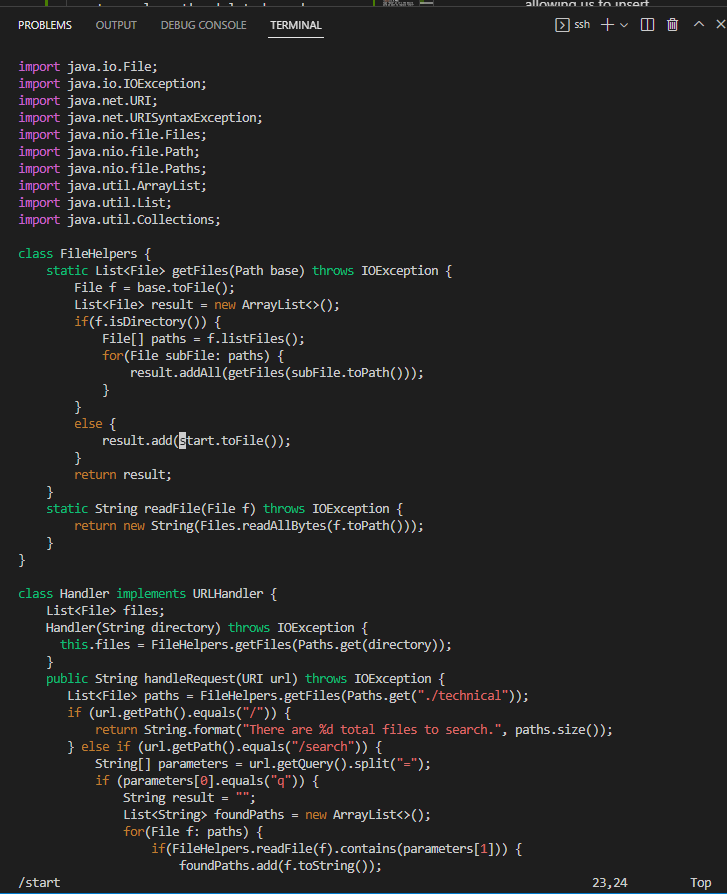 allowing us to insert
PROBLEMS OUTPUT DEBUG CONSOLE TERMINAL ssh
import java.io.File;
import java.io.IOException;
import java.net.URI;
import java.net.URISyntaxException;
import java.nio.file.Files;
import java.nio.file.Path;
import java.nio.file.Paths;
import java.util.ArrayList;
import java.util.List;
import java.util.Collections;

class FileHelpers {
    static List<File> getFiles(Path base) throws IOException {
        File f = base.toFile();
        List<File> result = new ArrayList<>();
        if(f.isDirectory()) {
            File[] paths = f.listFiles();
            for(File subFile: paths) {
                result.addAll(getFiles(subFile.toPath()));
            }
        }
        else {
            result.add(start.toFile());
        }
        return result;
    }
    static String readFile(File f) throws IOException {
        return new String(Files.readAllBytes(f.toPath()));
    }
}

class Handler implements URLHandler {
    List<File> files;
    Handler(String directory) throws IOException {
      this.files = FileHelpers.getFiles(Paths.get(directory));
    }
    public String handleRequest(URI url) throws IOException {
       List<File> paths = FileHelpers.getFiles(Paths.get("./technical"));
       if (url.getPath().equals("/")) {
           return String.format("There are %d total files to search.", paths.size());
       } else if (url.getPath().equals("/search")) {
           String[] parameters = url.getQuery().split("=");
           if (parameters[0].equals("q")) {
               String result = "";
               List<String> foundPaths = new ArrayList<>();
               for(File f: paths) {
                   if(FileHelpers.readFile(f).contains(parameters[1])) {
                       foundPaths.add(f.toString());
/start 23,24 Top